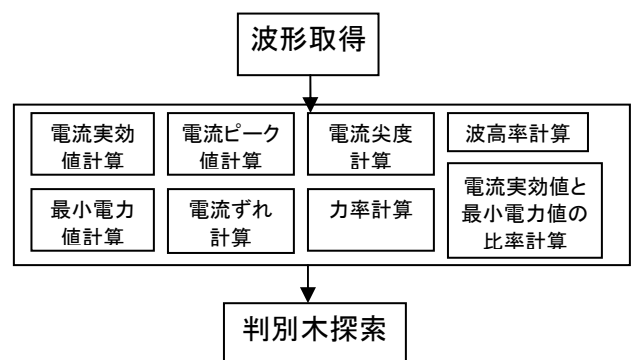 波形取得
電流実効
値計算
電流ピーク
値計算
電流尖度
計算
波高率計算
最小電力
値計算
電流ずれ
計算
力率計算
電流実効値と
最小電力値の
比率計算
判別木探索